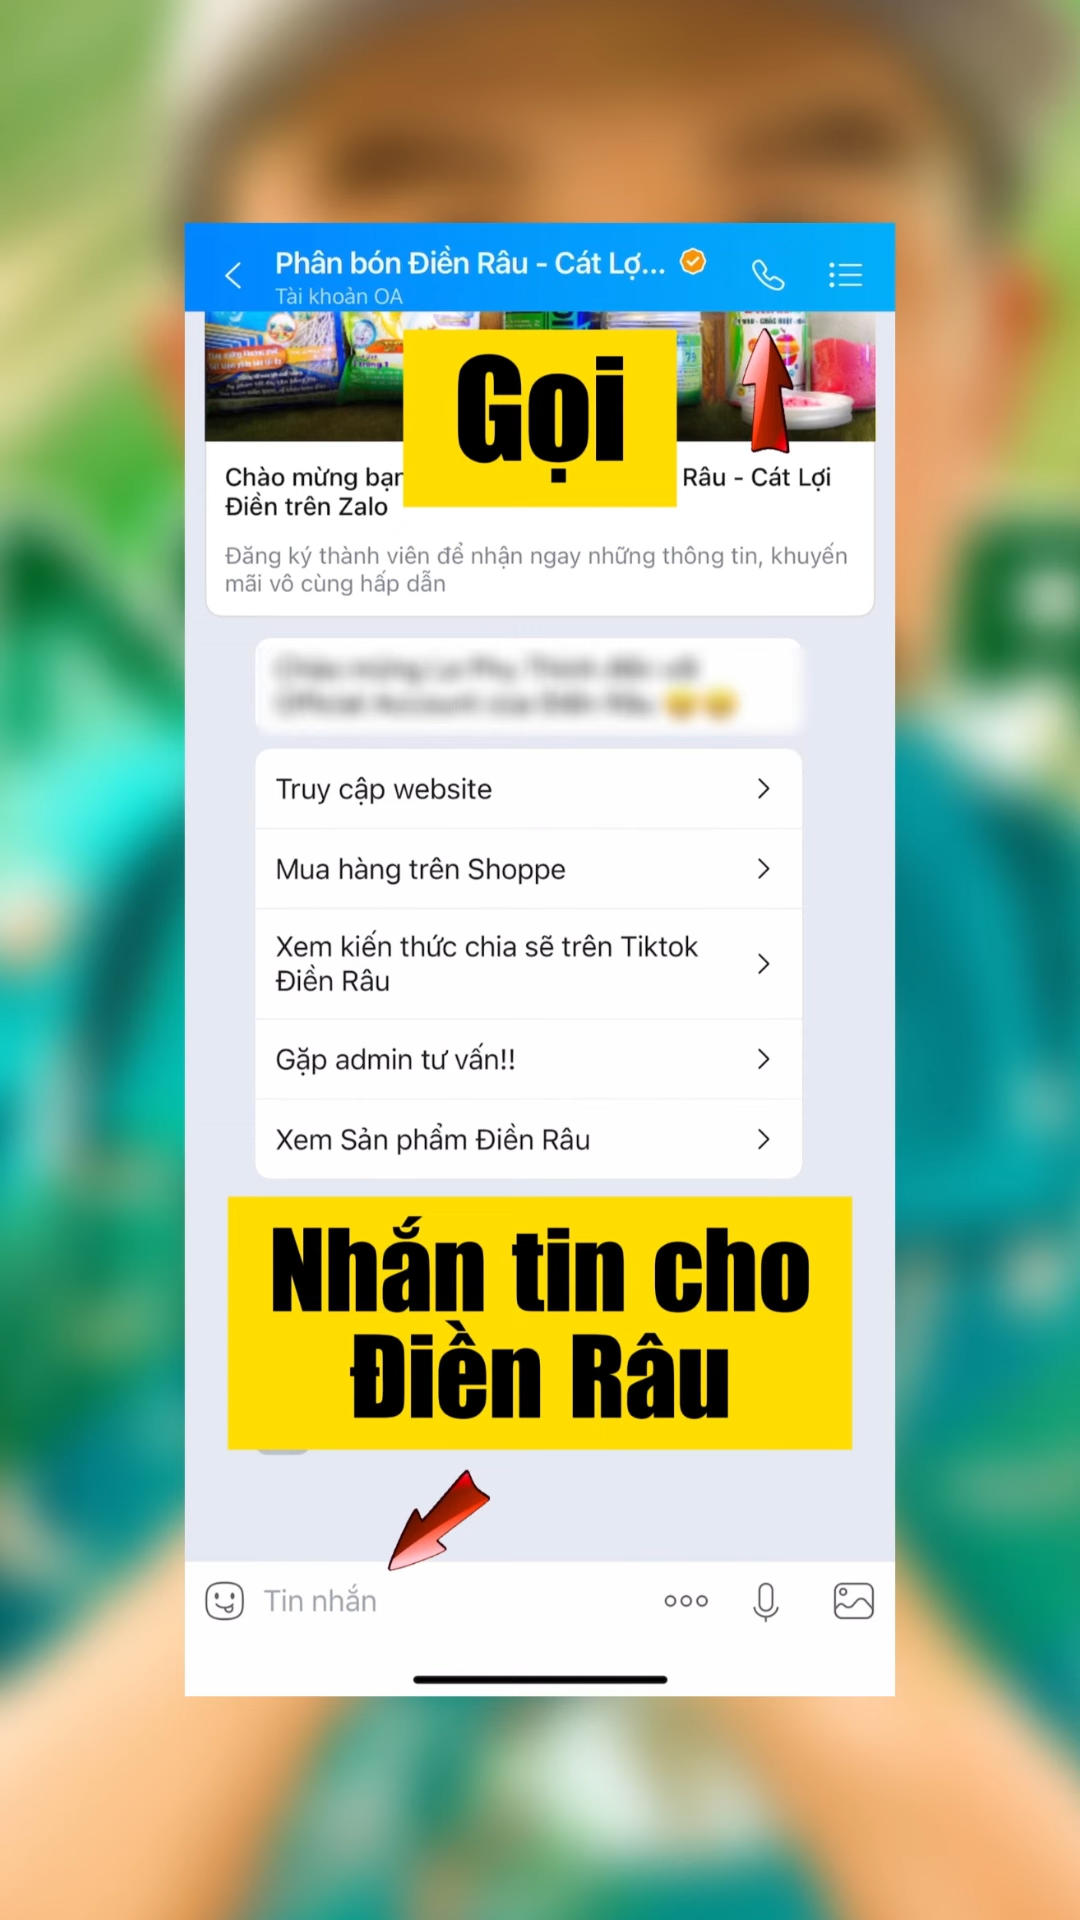 Phân bón Điền Râu - Cát Lợ...
Tài khoản OA
Gọi
Chào mừng bạn Râu - Cát Lợi
Điền trên Zalo
Đăng ký thành viên để nhận ngay những thông tin, khuyến
mãi vô cùng hấp dẫn
Truy cập website
Mua hàng trên Shoppe
Xem kiến thức chia sẽ trên Tiktok
Điền Râu
Gặp admin tư vấn!!
Xem Sản phẩm Điền Râu
Nhắn tin cho
Điền Râu
Tin nhắn